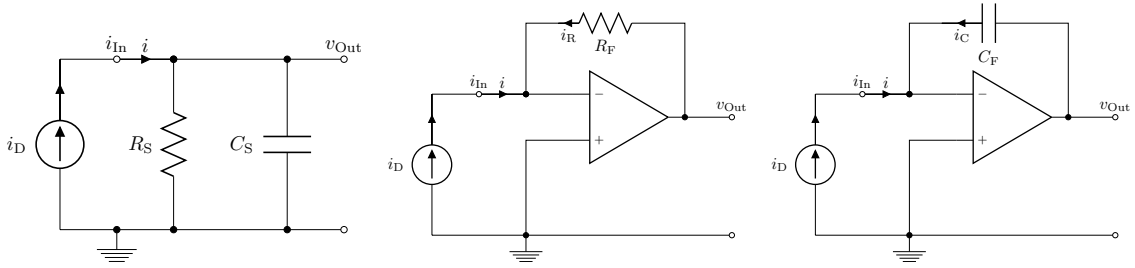 i_In i v_Out
i_D R_S C_S
i_R R_F
i_In i − + v_Out
i_D
i_C C_F
i_In i − + v_Out
i_D